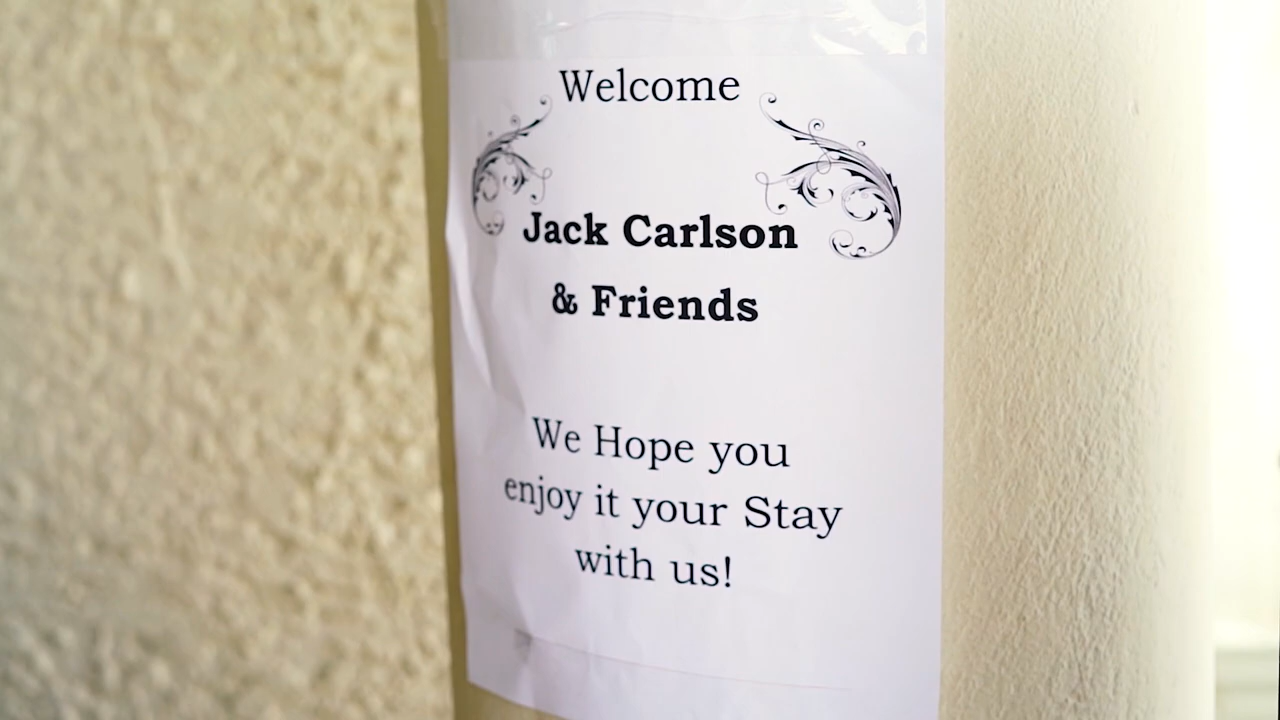 Welcome
Jack Carlson
& Friends
We Hope you
enjoy it your Stay
with us!